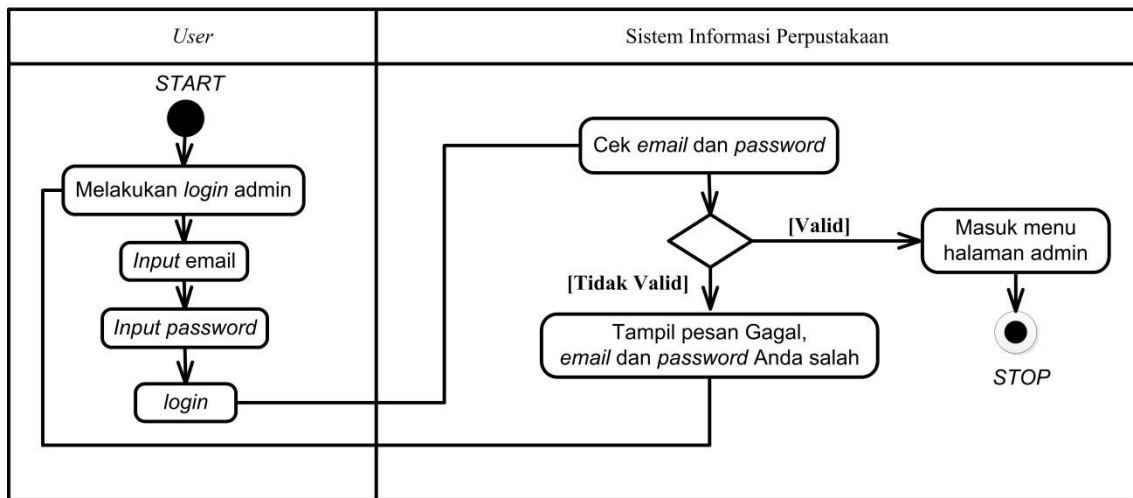 User
Sistem Informasi Perpustakaan
START
Melakukan login admin
Input email
Input password
login
Cek email dan password
[Valid]
Masuk menu
halaman admin
[Tidak Valid]
Tampil pesan Gagal,
email dan password Anda salah
STOP